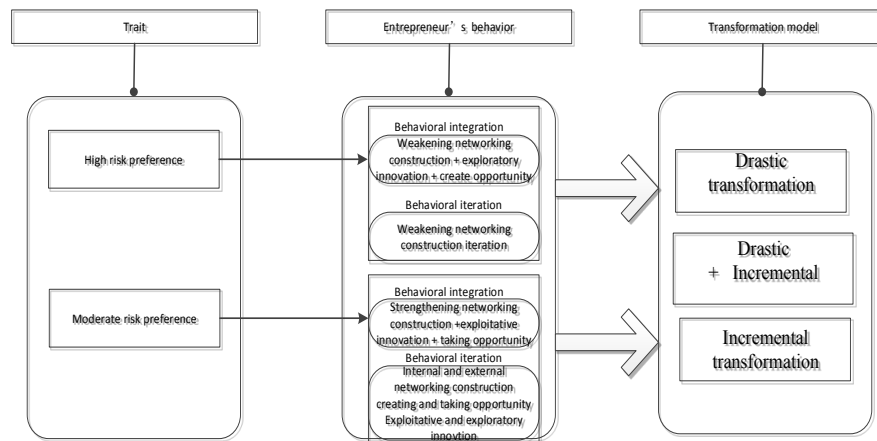 Trait
Entrepreneur’s behavior
Transformation model
High risk preference
Behavioral integration
Weakening networking
construction + exploratory
innovation + create opportunity
Behavioral iteration
Weakening networking
construction iteration
Moderate risk preference
Behavioral integration
Strengthening networking
construction +exploitative
innovation + taking opportunity
Behavioral iteration
Internal and external
networking construction
creating and taking opportunity
Exploitative and exploratory
innovtion
Drastic
transformation
Drastic
+ Incremental
Incremental
transformation